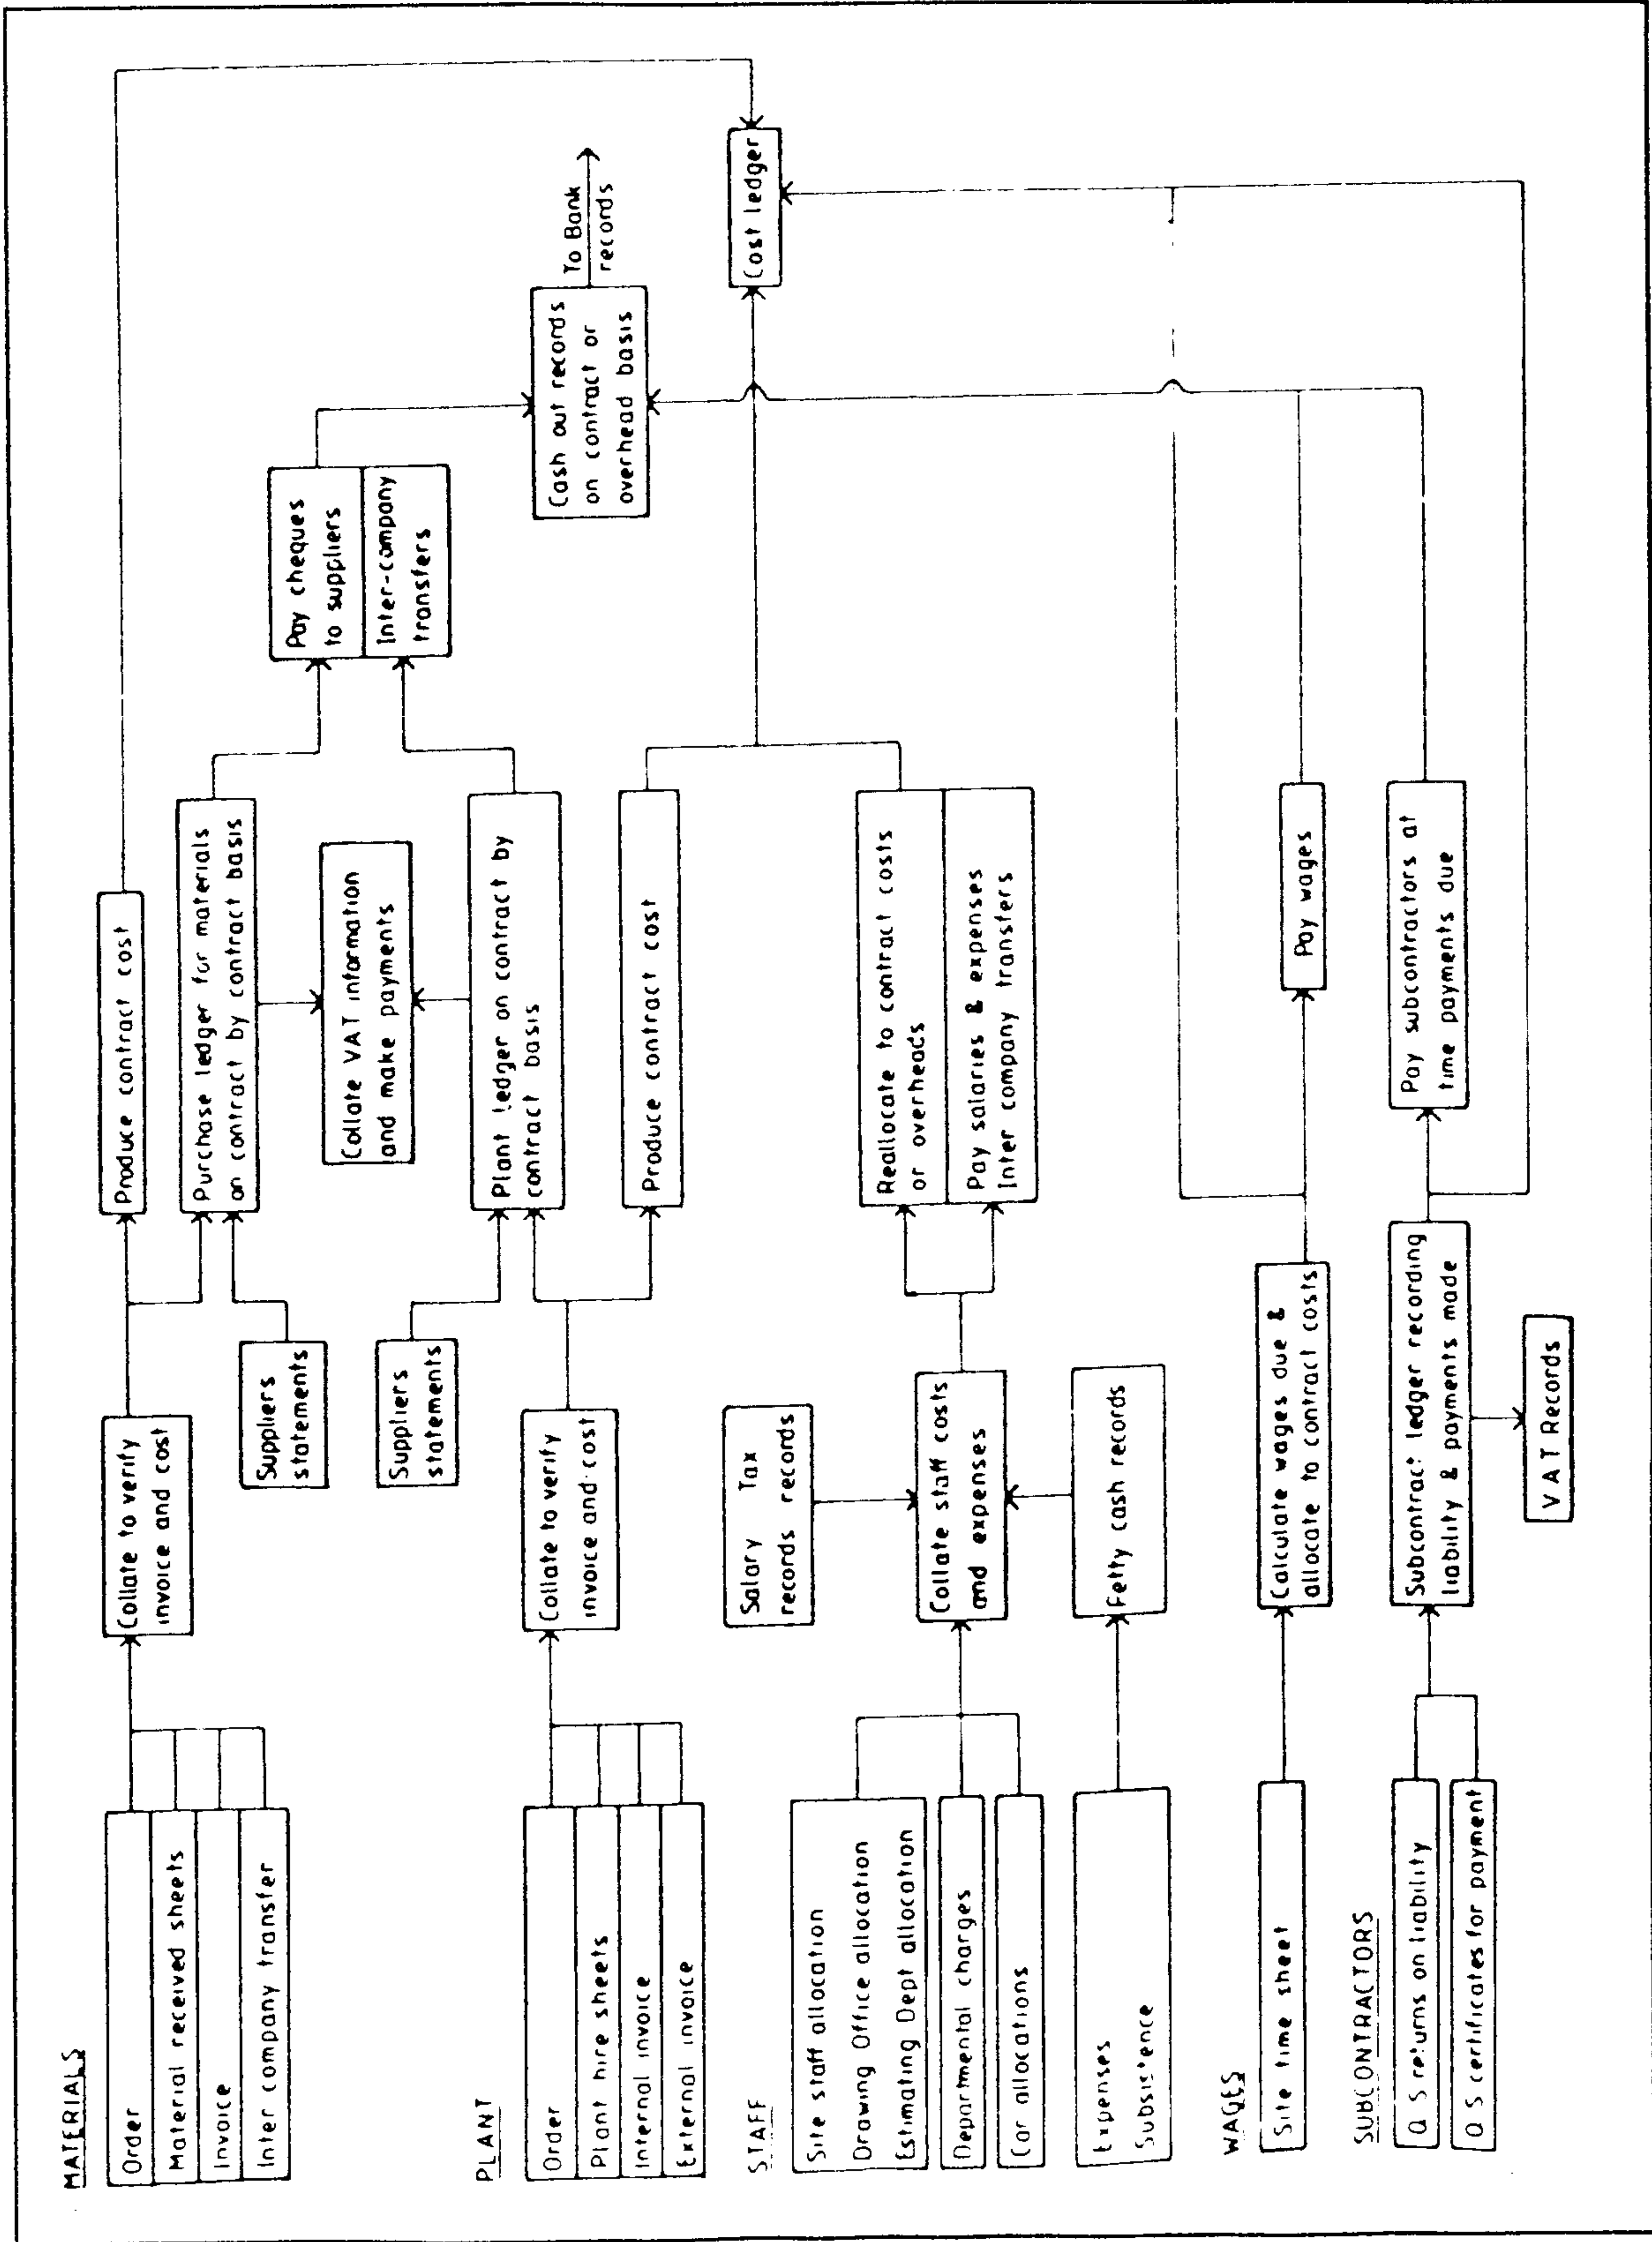 MATERIALS
Order
Material received sheets
Invoice
Inter company transfer
Collate to verify
invoice and cost
Suppliers
statements
Produce contract cost
Purchase ledger for materials
on contract by contract basis
Collate VAT information
and make payments
Pay cheques
to suppliers
Inter-company
transfers
Cash out records
on contract or
overhead basis
To Bank
records
Cost ledger
PLANT
Order
Plant hire sheets
Internal invoice
External invoice
Suppliers
statements
Collate to verify
invoice and cost
Plant ledger on contract by
contract basis
Produce contract cost
STAFF
Site staff allocation
Drawing Office allocation
Estimating Dept allocation
Departmental charges
Car allocations
Expenses
Subsistence
Salary Tax
records records
Collate staff costs
and expenses
Petty cash records
Reallocate to contract costs
or overheads
Pay salaries & expenses
Inter company transfers
WAGES
Site time sheet
Calculate wages due &
allocate to contract costs
Pay wages
SUBCONTRACTORS
Q S returns on liability
Q S certificates for payment
Subcontract ledger recording
liability & payments made
VAT Records
Pay subcontractors at
time payments due